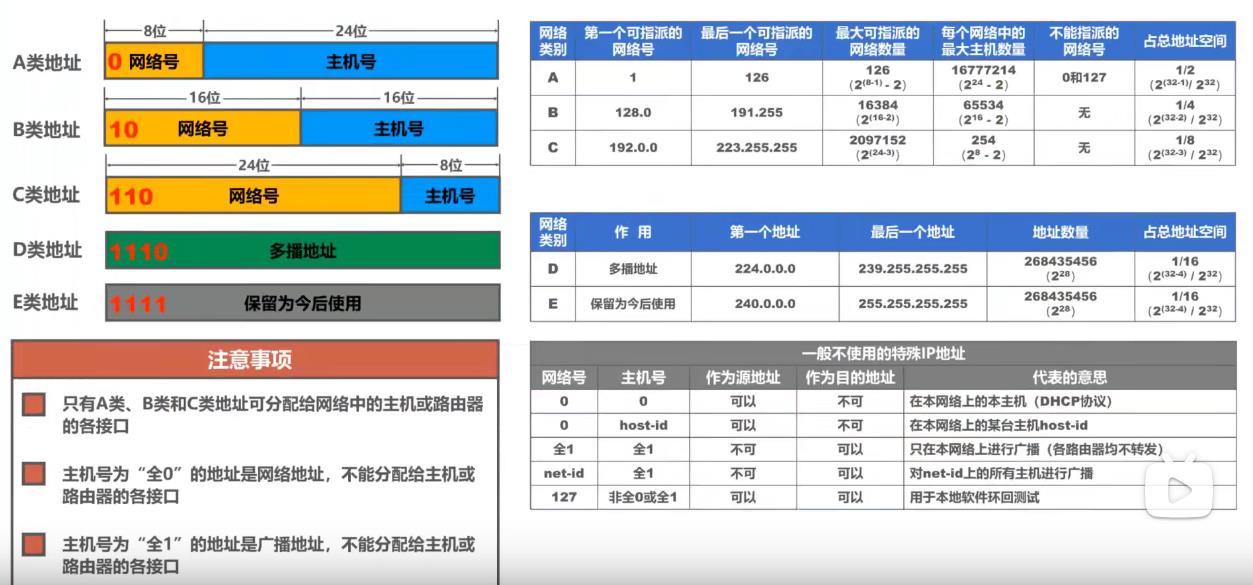 8位 24位
A类地址 0 网络号 主机号
16位 16位
B类地址 10 网络号 主机号
24位 8位
C类地址 110 网络号 主机号
D类地址 1110 多播地址
E类地址 1111 保留为今后使用
注意事项
只有A类、B类和C类地址可分配给网络中的主机或路由器
的各接口
主机号为“全0”的地址是网络地址，不能分配给主机或
路由器的各接口
主机号为“全1”的地址是广播地址，不能分配给主机或
路由器的各接口
网络类别 第一个可指派的网络号 最后一个可指派的网络号 最大可指派的网络数量 每个网络中的最大主机数量 不能指派的网络号 占总地址空间
A 1 126 126 (2^(8-1) - 2) 16777214 (2^24 - 2) 0和127 1/2 (2^(32-1) / 2^32)
B 128.0 191.255 16384 (2^(16-2)) 65534 (2^16 - 2) 无 1/4 (2^(32-2) / 2^32)
C 192.0.0 223.255.255 2097152 (2^(24-3)) 254 (2^8 - 2) 无 1/8 (2^(32-3) / 2^32)
网络类别 作 用 第一个地址 最后一个地址 地址数量 占总地址空间
D 多播地址 224.0.0.0 239.255.255.255 268435456 (2^28) 1/16 (2^(32-4) / 2^32)
E 保留为今后使用 240.0.0.0 255.255.255.255 268435456 (2^28) 1/16 (2^(32-4) / 2^32)
一般不使用的特殊IP地址
网络号 主机号 作为源地址 作为目的地址 代表的意思
0 0 可以 不可 在本网络上的本主机（DHCP协议）
0 host-id 可以 不可 在本网络上的某台主机host-id
全1 全1 不可 可以 只在本网络上进行广播（各路由器均不转发）
net-id 全1 不可 可以 对net-id上的所有主机进行广播
127 非全0或全1 可以 可以 用于本地软件环回测试